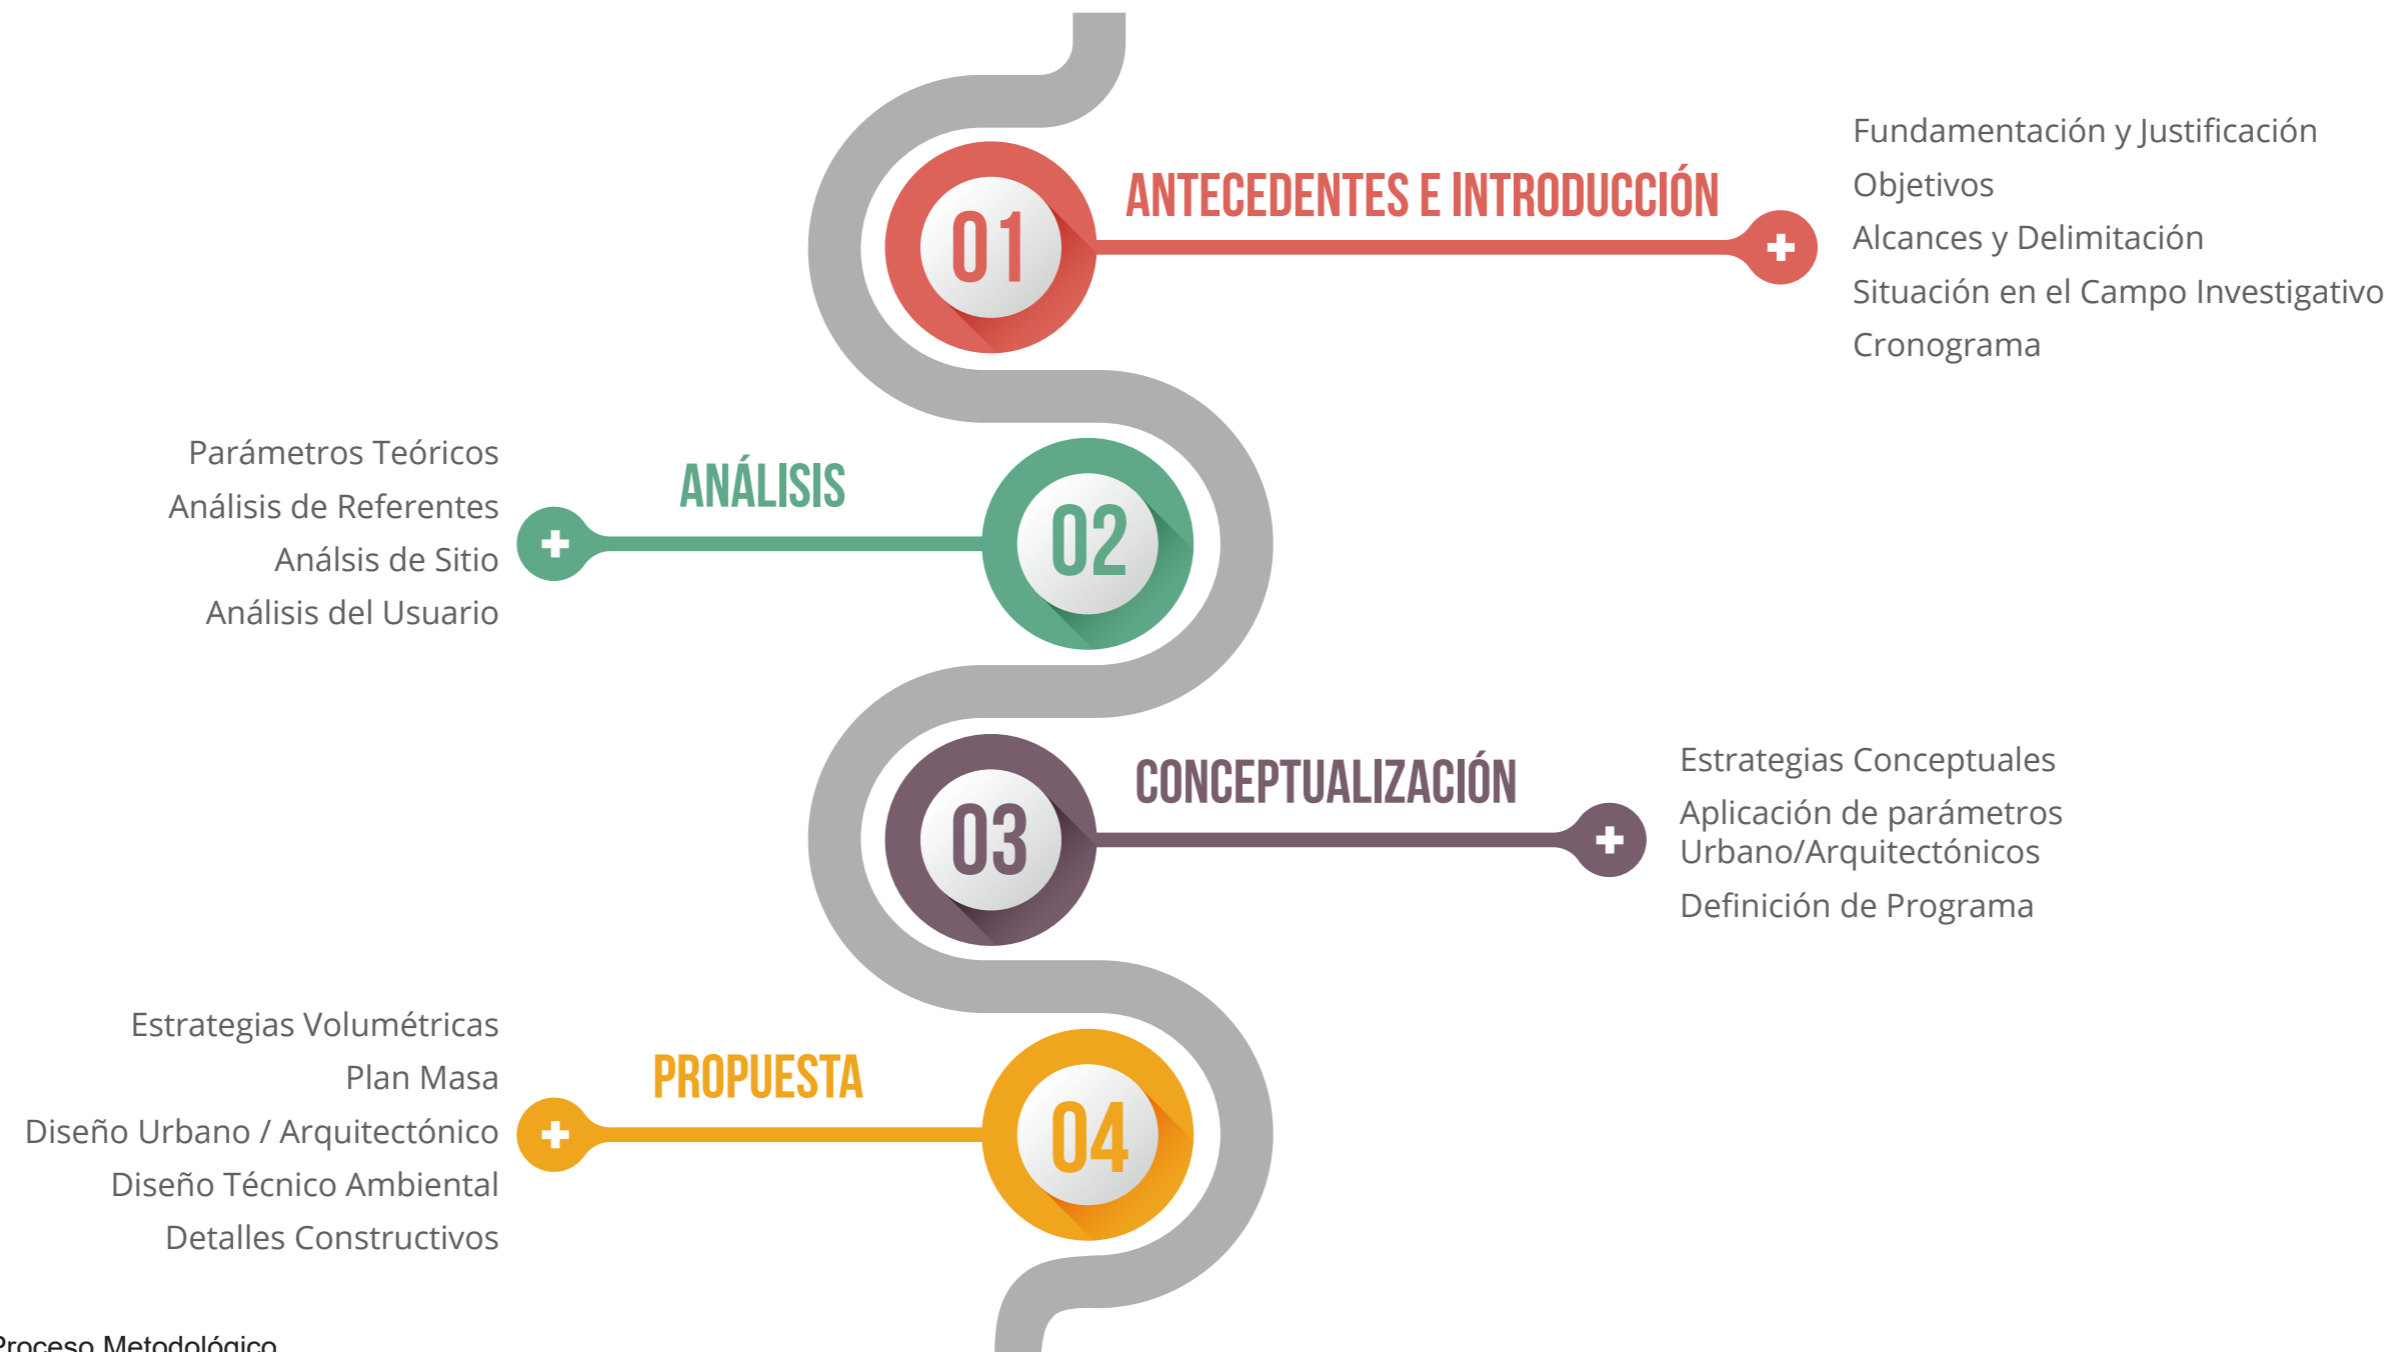 01
ANTECEDENTES E INTRODUCCIÓN
Fundamentación y Justificación
Objetivos
Alcances y Delimitación
Situación en el Campo Investigativo
Cronograma
Parámetros Teóricos
Análisis de Referentes
Análsis de Sitio
Análisis del Usuario
ANÁLISIS
02
03
CONCEPTUALIZACIÓN
Estrategias Conceptuales
Aplicación de parámetros
Urbano/Arquitectónicos
Definición de Programa
Estrategias Volumétricas
Plan Masa
Diseño Urbano / Arquitectónico
Diseño Técnico Ambiental
Detalles Constructivos
PROPUESTA
04
Proceso Metodológico